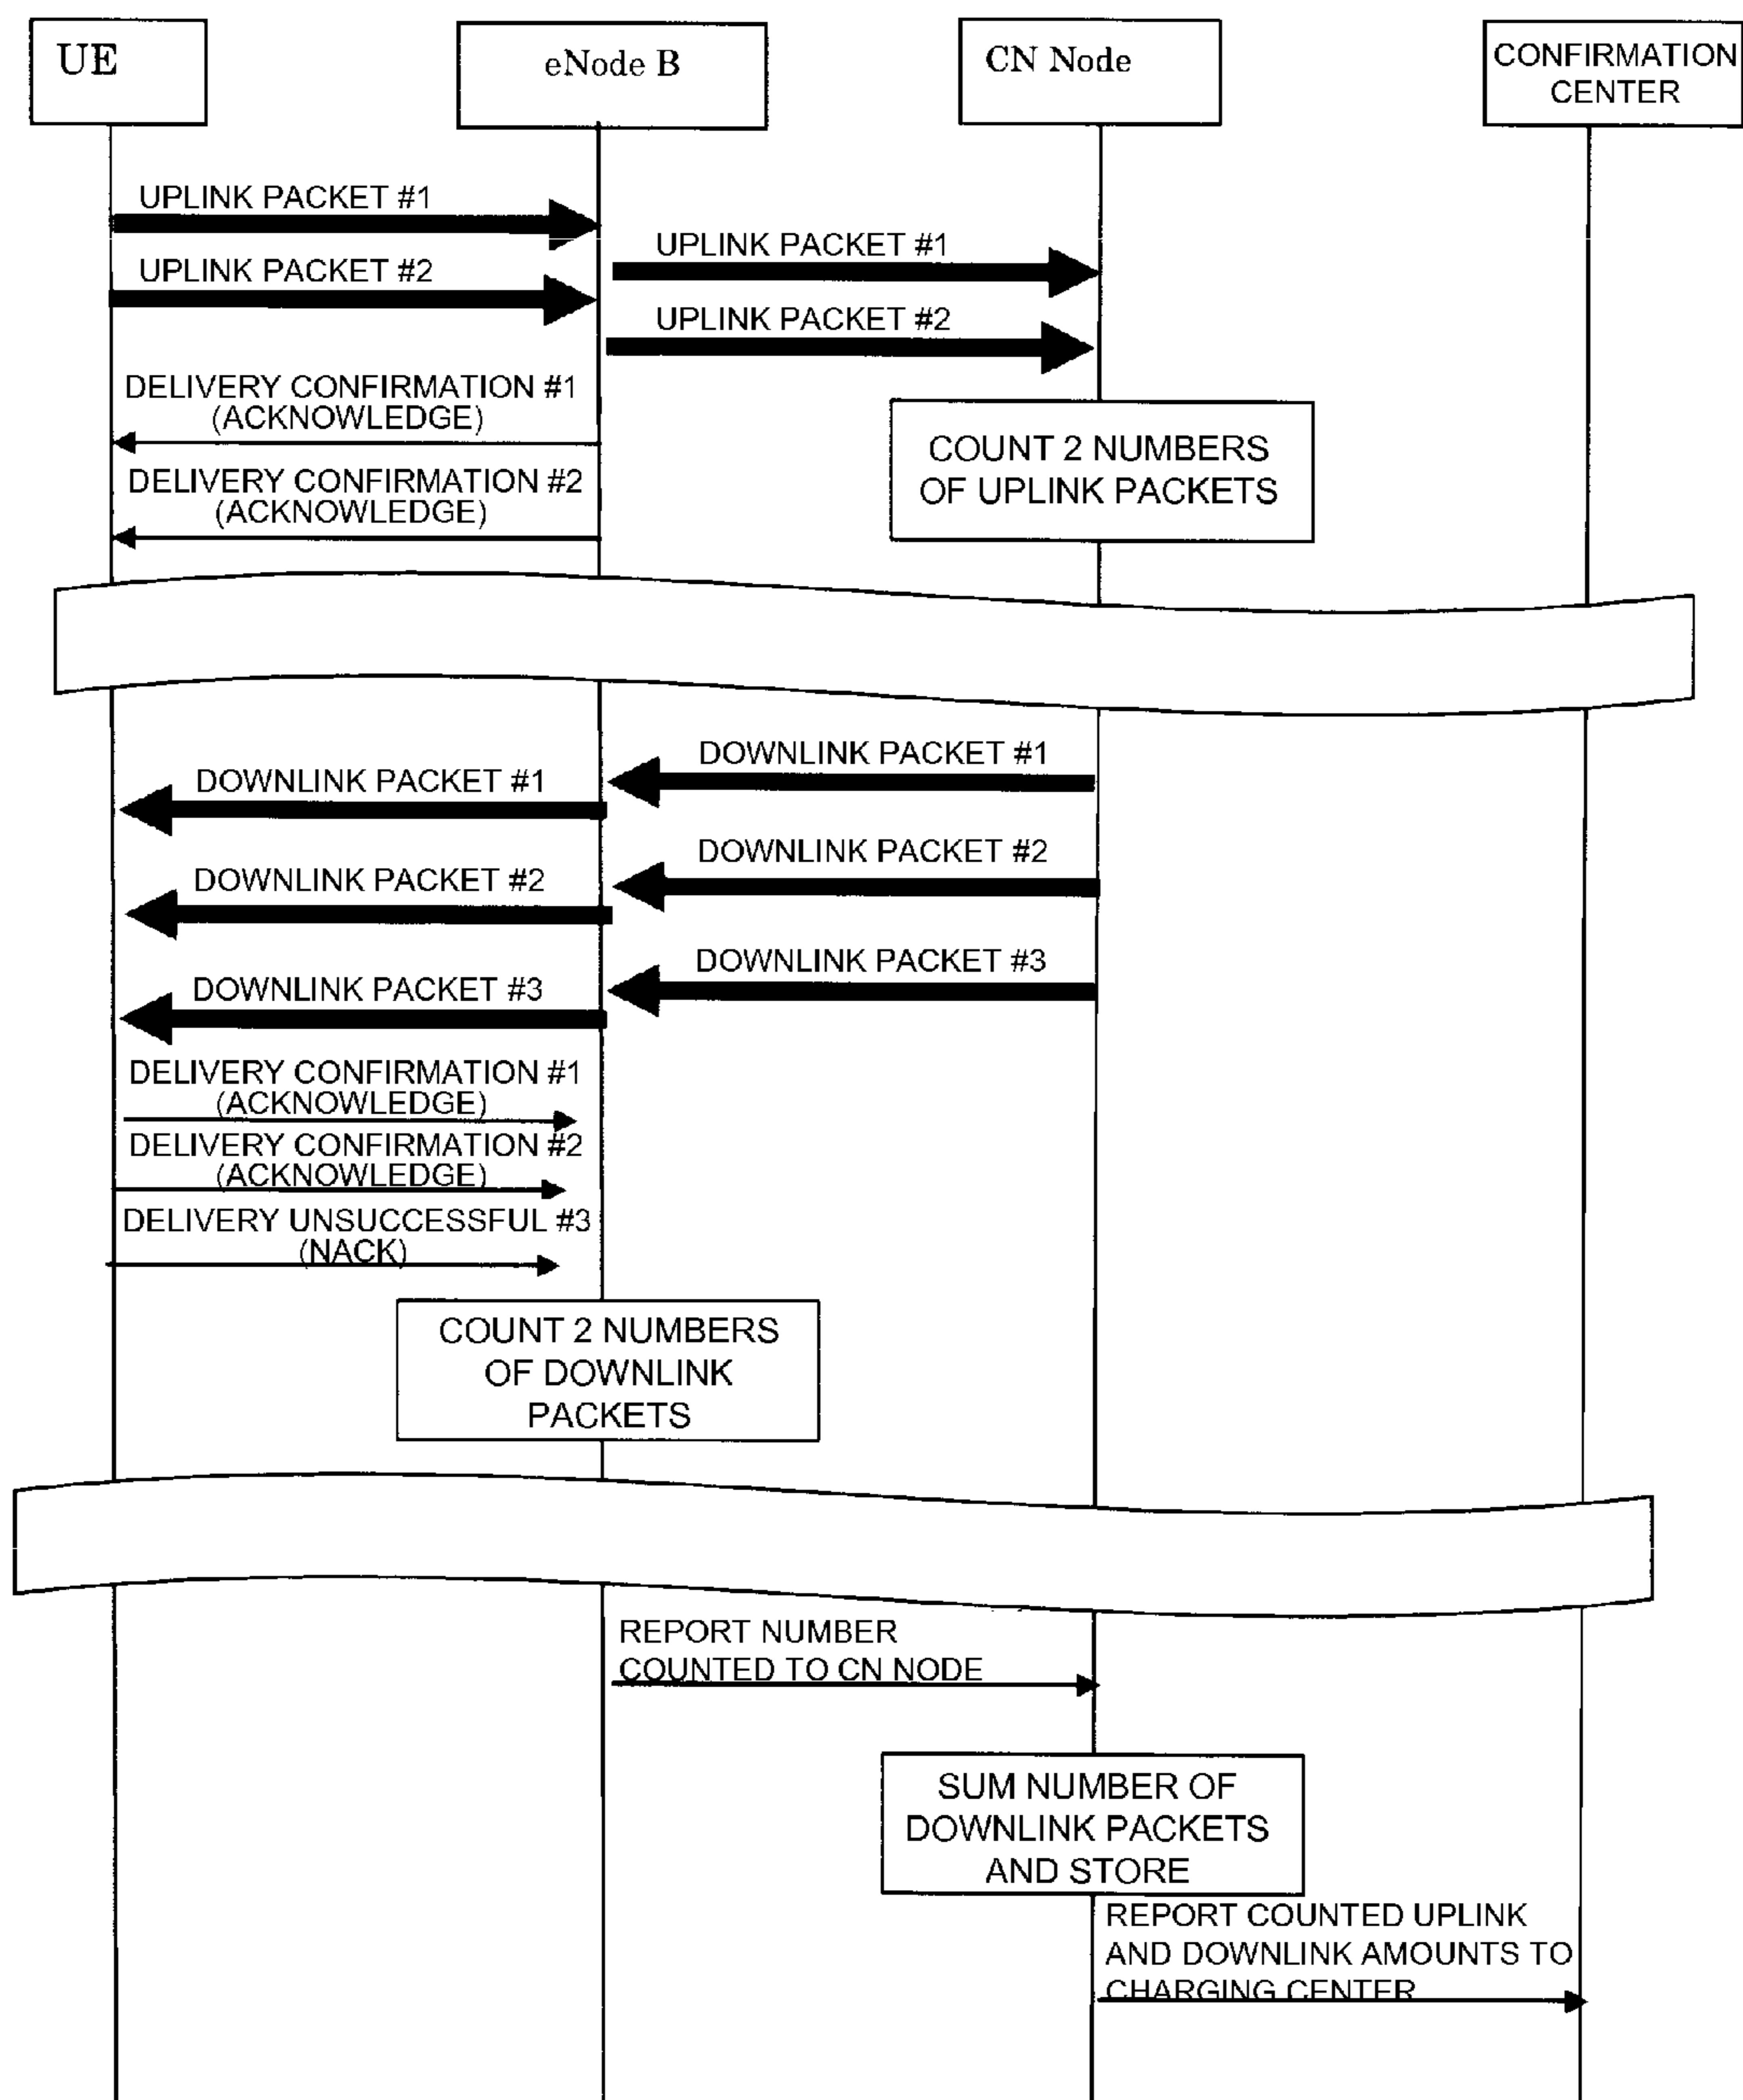 UE
eNode B
CN Node
CONFIRMATION
CENTER
UPLINK PACKET #1
UPLINK PACKET #1
UPLINK PACKET #2
UPLINK PACKET #2
DELIVERY CONFIRMATION #1
(ACKNOWLEDGE)
COUNT 2 NUMBERS
OF UPLINK PACKETS
DELIVERY CONFIRMATION #2
(ACKNOWLEDGE)
DOWNLINK PACKET #1
DOWNLINK PACKET #1
DOWNLINK PACKET #2
DOWNLINK PACKET #2
DOWNLINK PACKET #3
DOWNLINK PACKET #3
DELIVERY CONFIRMATION #1
(ACKNOWLEDGE)
DELIVERY CONFIRMATION #2
(ACKNOWLEDGE)
DELIVERY UNSUCCESSFUL #3
(NACK)
COUNT 2 NUMBERS
OF DOWNLINK
PACKETS
REPORT NUMBER
COUNTED TO CN NODE
SUM NUMBER OF
DOWNLINK PACKETS
AND STORE
REPORT COUNTED UPLINK
AND DOWNLINK AMOUNTS TO
CHARGING CENTER